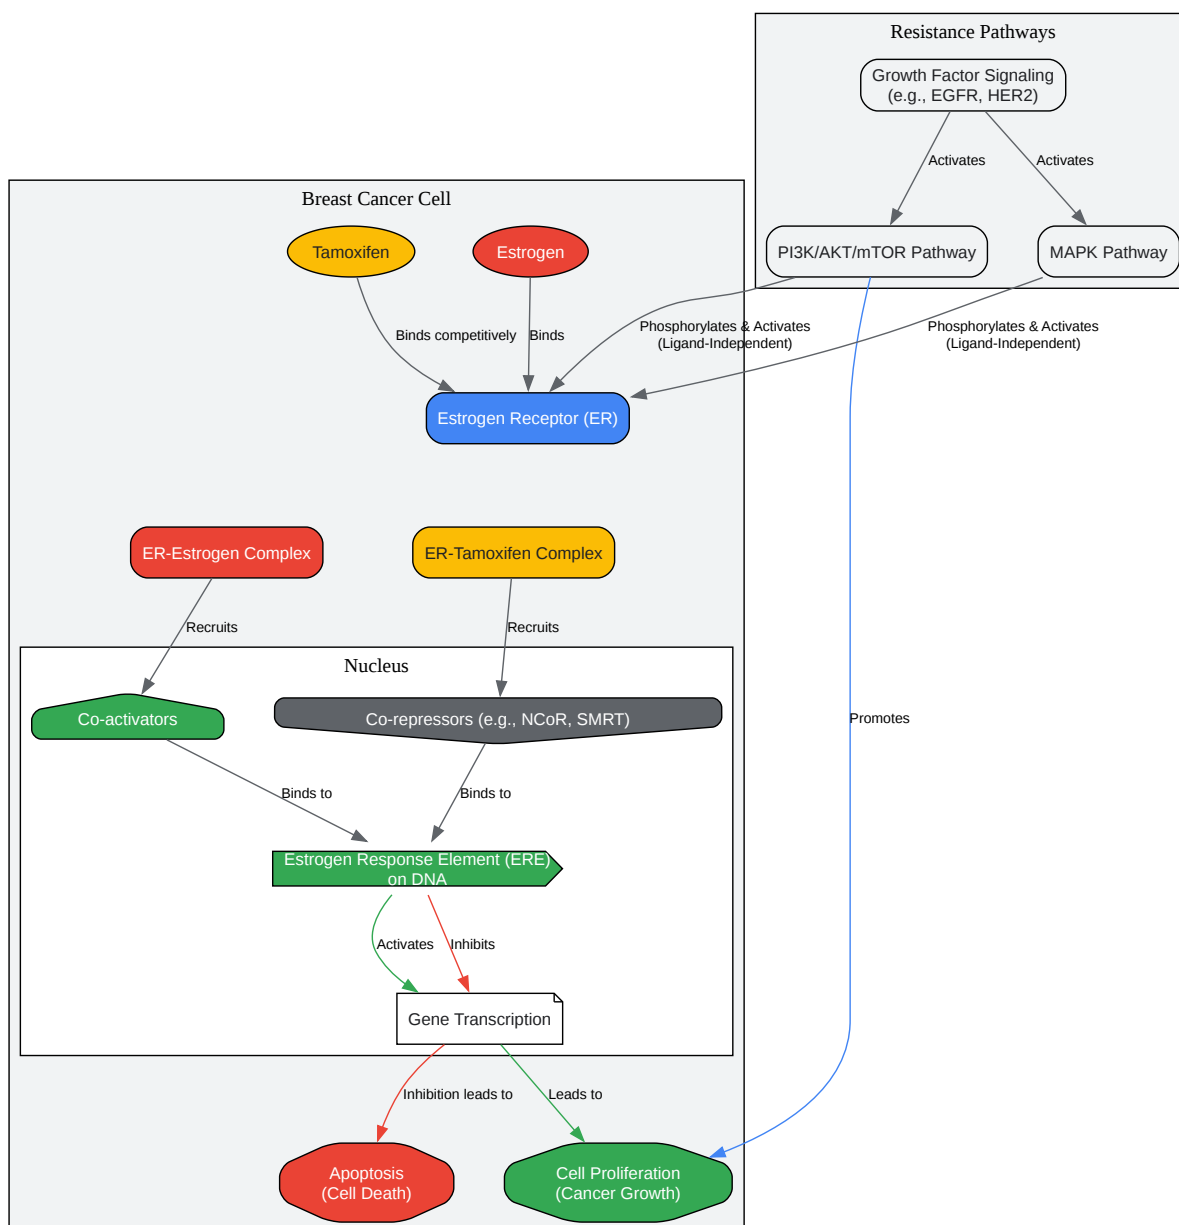 Resistance Pathways
Growth Factor Signaling
(e.g., EGFR, HER2)
Activates
Activates
Breast Cancer Cell
Tamoxifen
Estrogen
PI3K/AKT/mTOR Pathway
MAPK Pathway
Binds competitively
Binds
Phosphorylates & Activates
(Ligand-Independent)
Phosphorylates & Activates
(Ligand-Independent)
Estrogen Receptor (ER)
ER-Estrogen Complex
ER-Tamoxifen Complex
Recruits
Recruits
Nucleus
Co-activators
Co-repressors (e.g., NCoR, SMRT)
Promotes
Binds to
Binds to
Estrogen Response Element (ERE)
on DNA
Activates
Inhibits
Gene Transcription
Inhibition leads to
Leads to
Apoptosis
(Cell Death)
Cell Proliferation
(Cancer Growth)